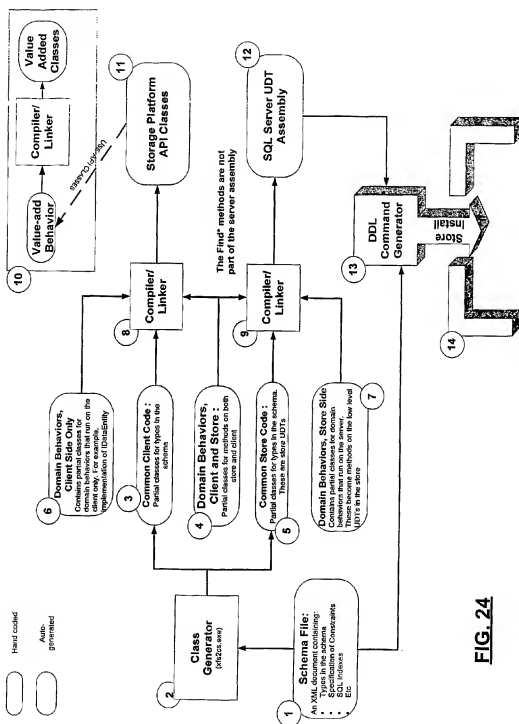 Hand coded
Auto-
generated
10
Value-add
Behavior
Compiler/
Linker
Value
Added
Classes
USE API CLASSES
11
Storage Platform
API Classes
12
SQL Server UDT
Assembly
6
Domain Behaviors,
Client Side Only
Contains partial classes for
domain behaviors that run on the
client only. For example,
implementation of IDataEntity
3
Common Client Code :
Partial classes for types in the
schema
4
Domain Behaviors,
Client and Store :
Partial classes for methods on both
store and client
5
Common Store Code :
Partial classes for types in the schema.
These are store UDTs
7
Domain Behaviors, Store Side
Contains partial classes for domain
behaviors that run on the server.
These become methods on the low level
UDTs in the store
8
Compiler/
Linker
The Find* methods are not
part of the server assembly
9
Compiler/
Linker
2
Class
Generator
(xfs2cs.exe)
1
Schema File:
An XML document containing:
• Types in the schema
• Specification of Constraints
• SQL Indexes
• Etc
13
DDL
Command
Generator
Store
Install
14
FIG. 24